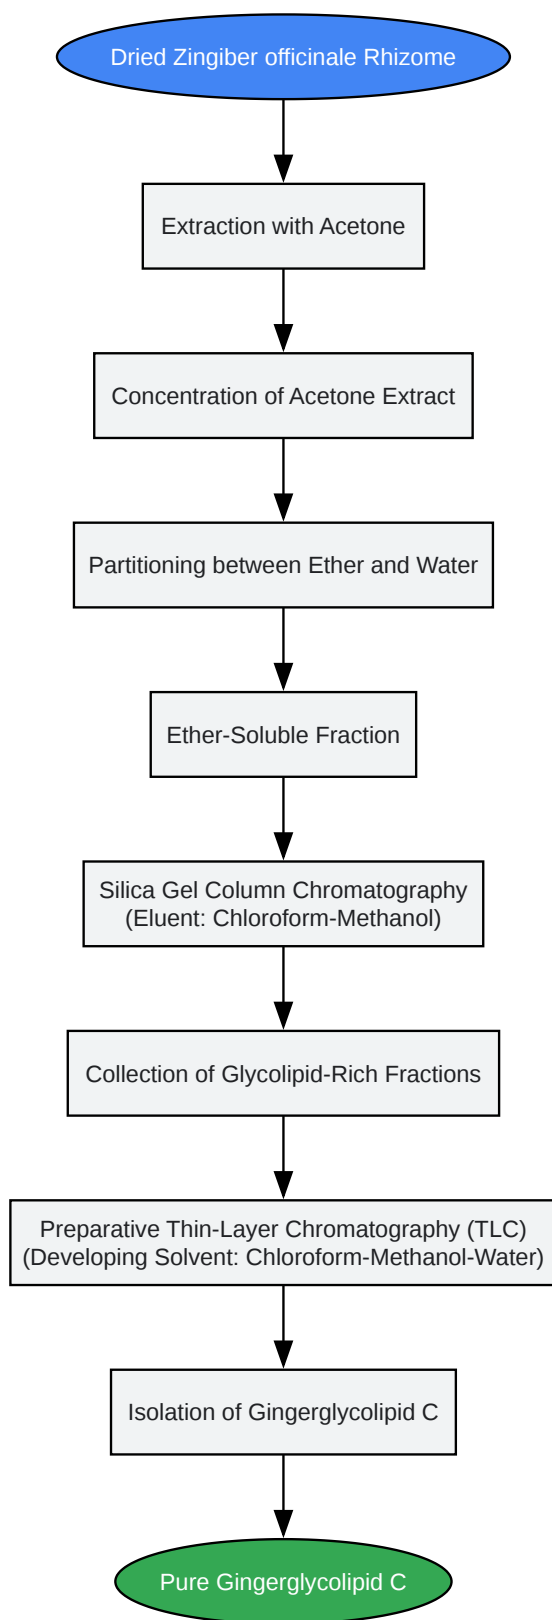 Dried Zingiber officinale Rhizome
Extraction with Acetone
Concentration of Acetone Extract
Partitioning between Ether and Water
Ether-Soluble Fraction
Silica Gel Column Chromatography
(Eluent: Chloroform-Methanol)
Collection of Glycolipid-Rich Fractions
Preparative Thin-Layer Chromatography (TLC)
(Developing Solvent: Chloroform-Methanol-Water)
Isolation of Gingerglycolipid C
Pure Gingerglycolipid C